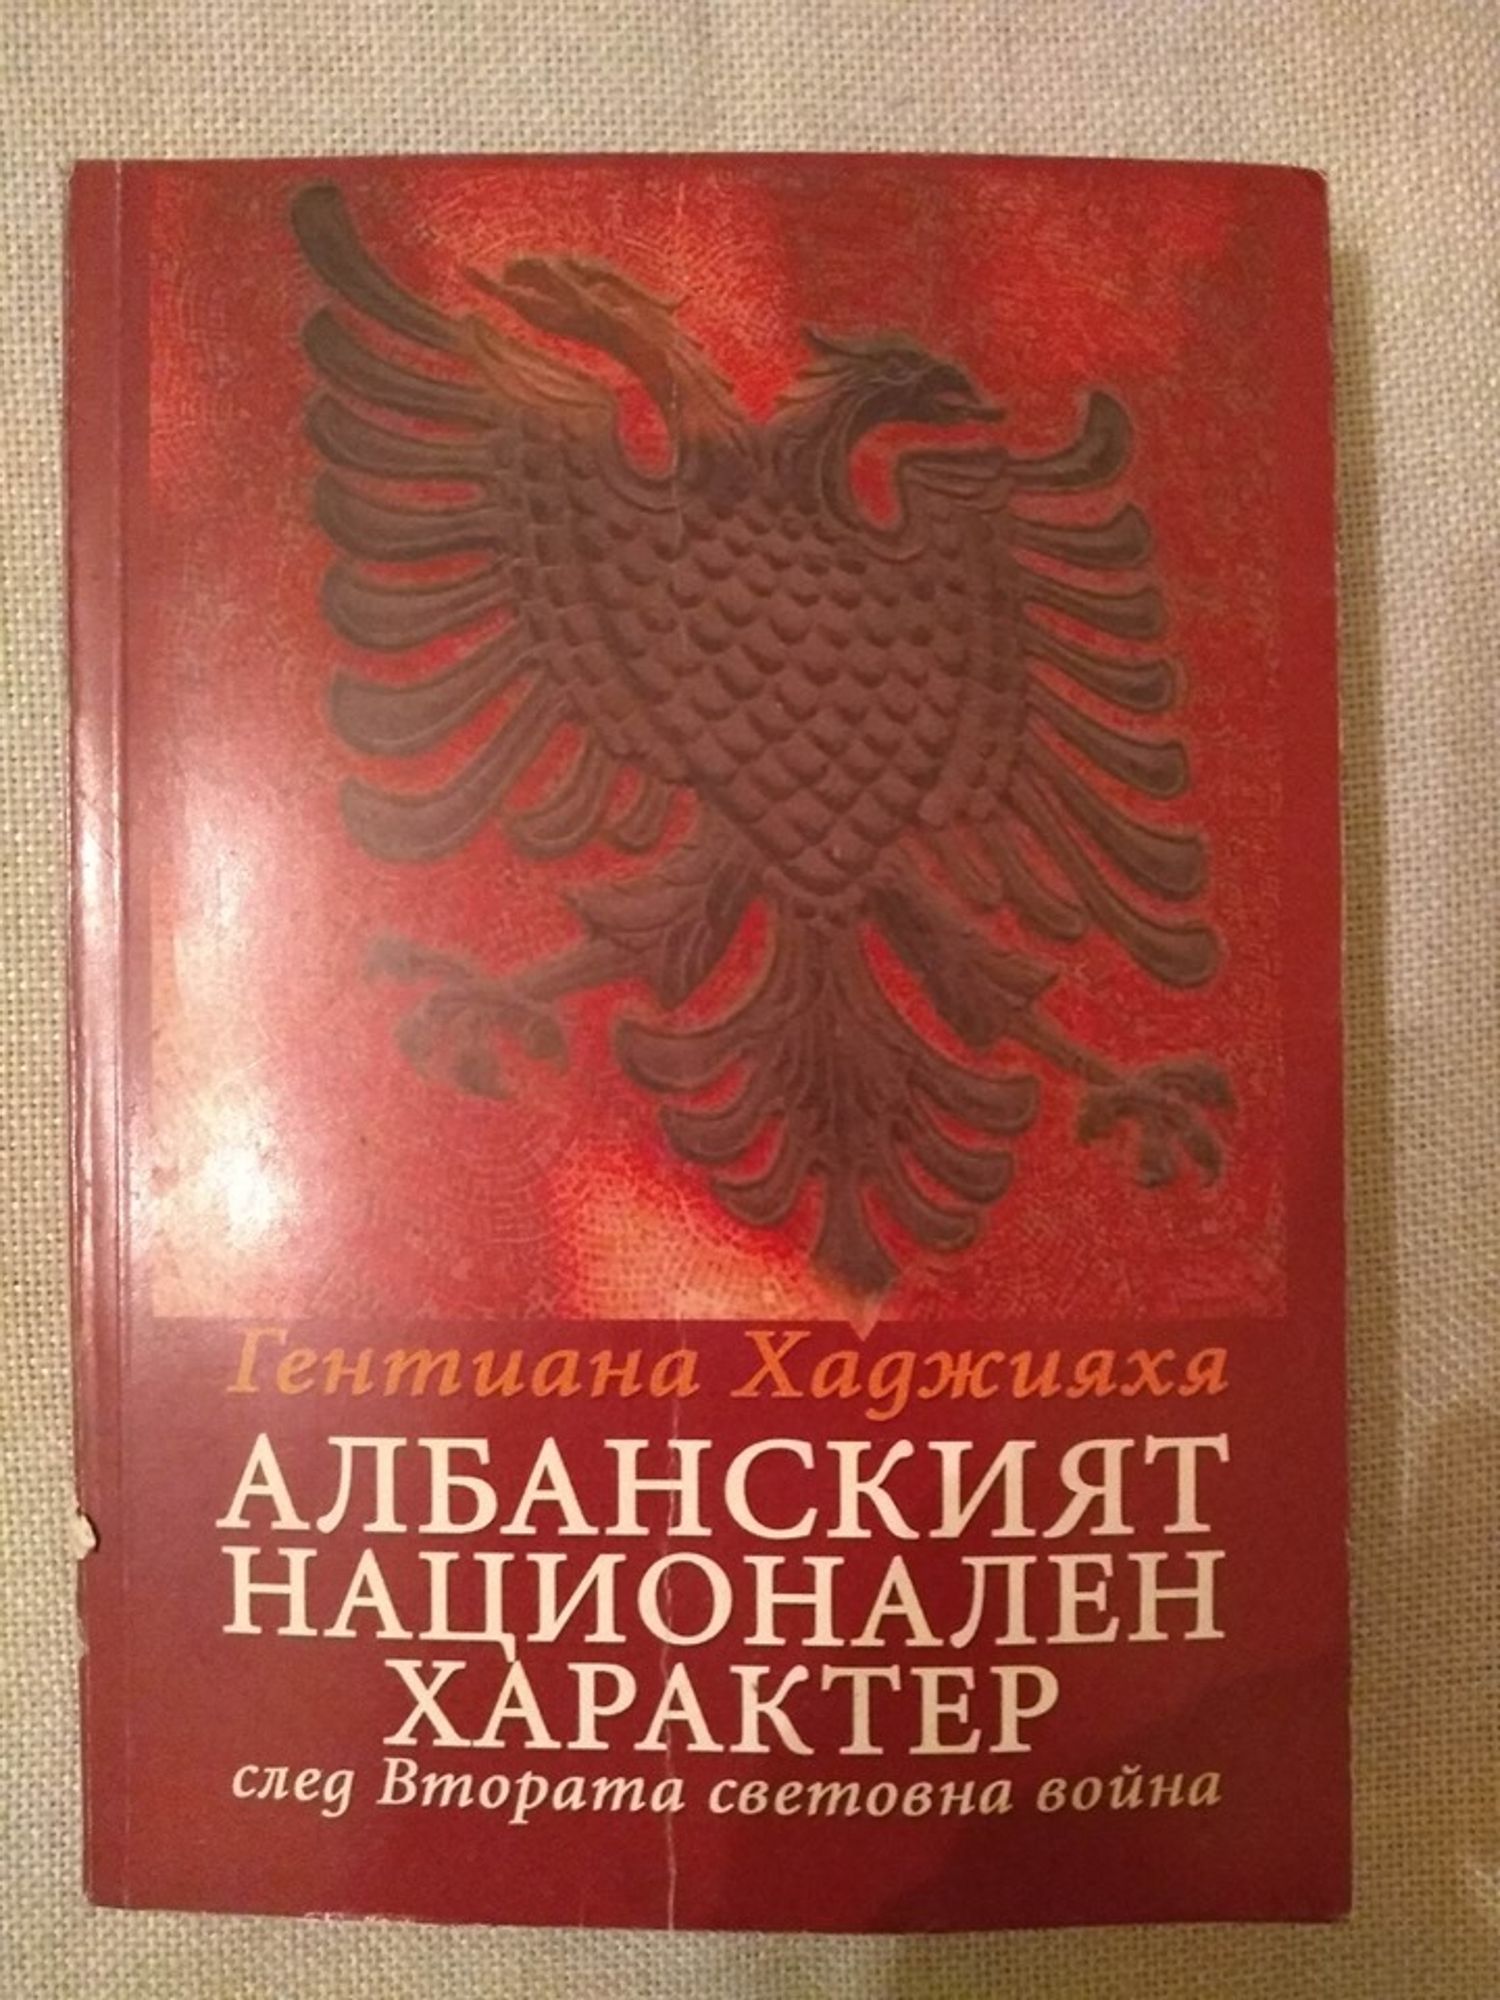 Гентиана Хаджияхя
АЛБАНСКИЯТ
НАЦИОНАЛЕН
ХАРАКТЕР
след Втората световна война